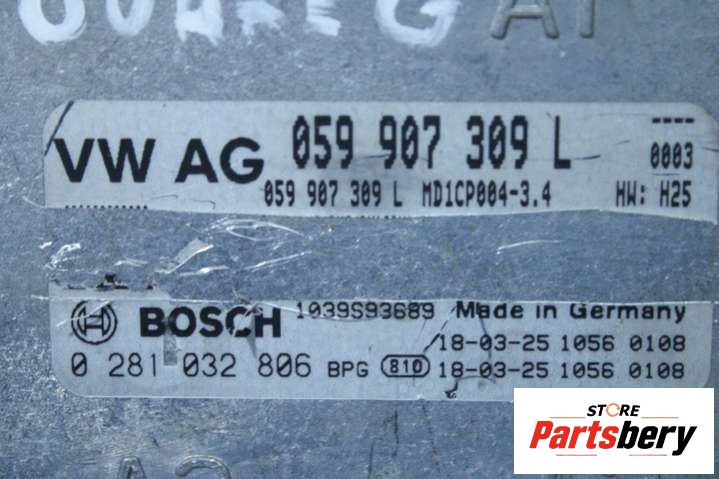 VW AG 059 907 309 L ----
0003
059 907 309 L MD1CP004-3.4 HW: H25
BOSCH 1039S93689 Made in Germany
18-03-25 1056 0108
0 281 032 806 BPG 810 18-03-25 1056 0108
STORE
Partsbery